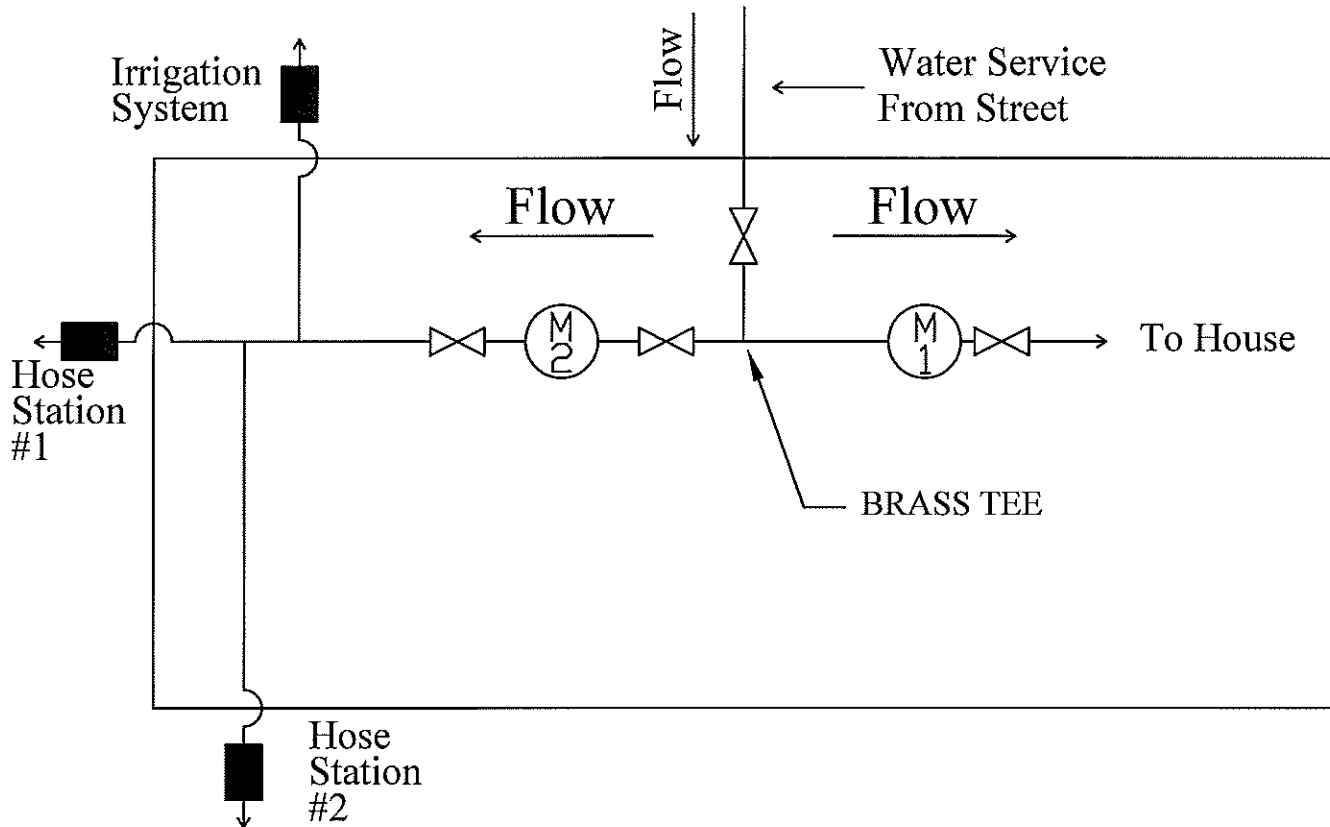 Irrigation
System
Flow
Water Service
From Street
Flow
Flow
M
2
M
1
To House
Hose
Station
#1
BRASS TEE
Hose
Station
#2